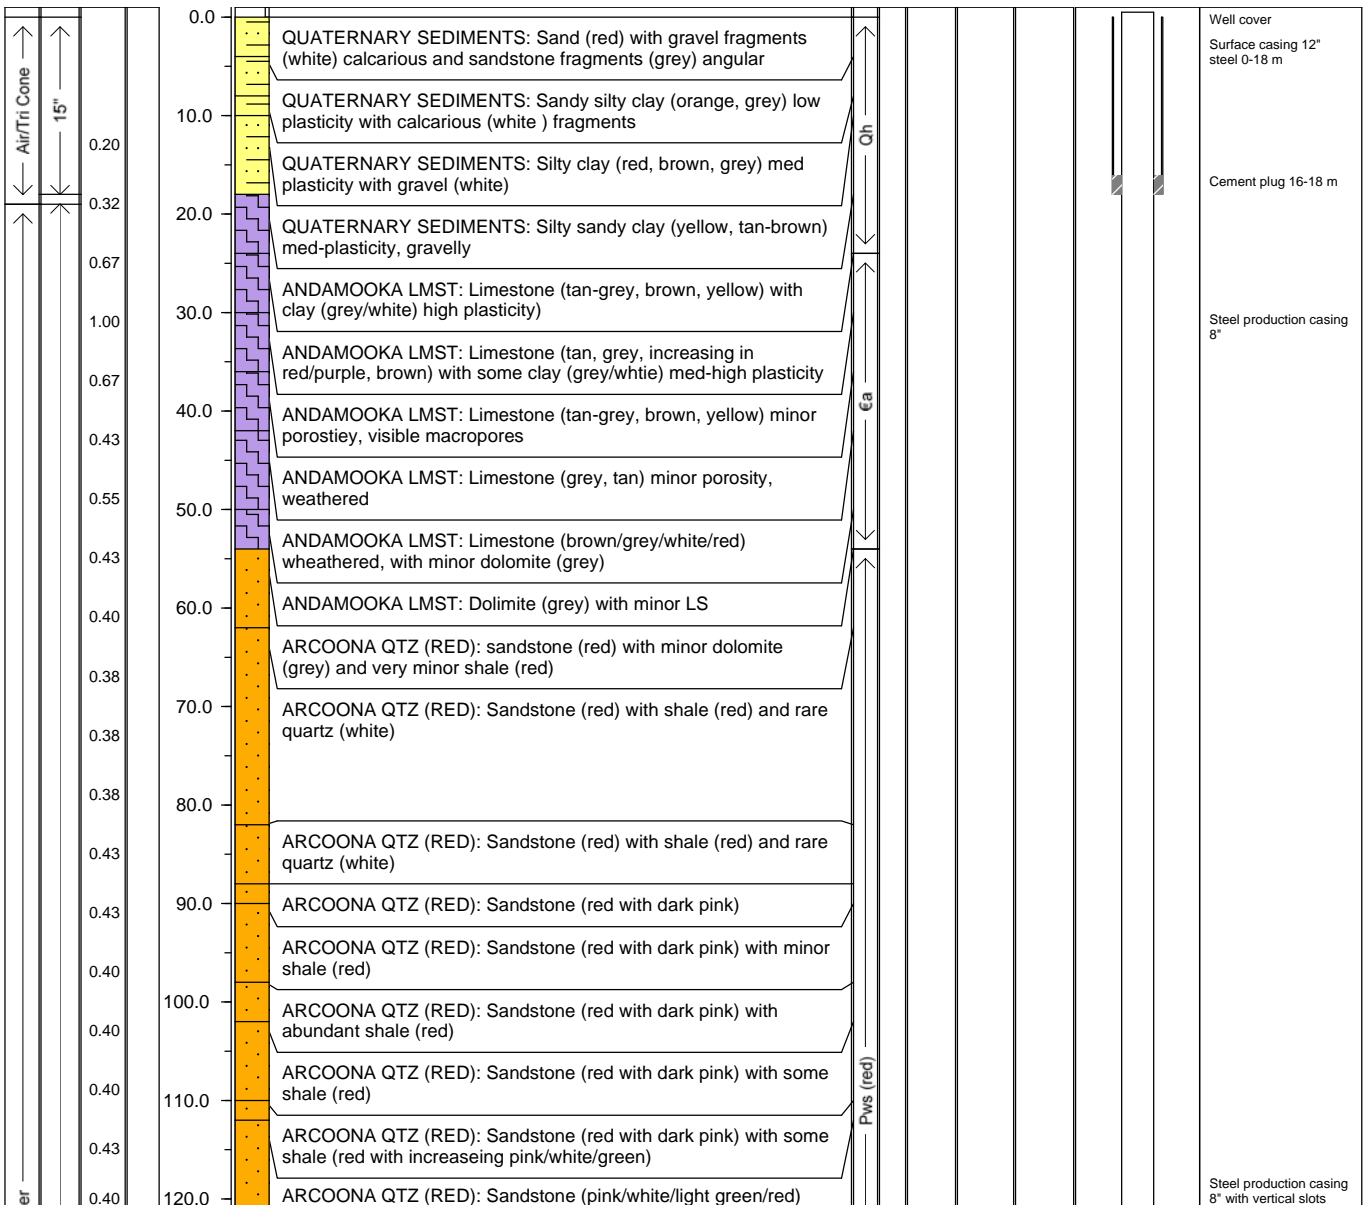 Air/Tri Cone
15"
er
0.20
0.32
0.67
1.00
0.67
0.43
0.55
0.43
0.40
0.38
0.38
0.38
0.43
0.43
0.40
0.40
0.40
0.43
0.40
0.0
10.0
20.0
30.0
40.0
50.0
60.0
70.0
80.0
90.0
100.0
110.0
120.0
QUATERNARY SEDIMENTS: Sand (red) with gravel fragments
(white) calcarious and sandstone fragments (grey) angular
QUATERNARY SEDIMENTS: Sandy silty clay (orange, grey) low
plasticity with calcarious (white ) fragments
QUATERNARY SEDIMENTS: Silty clay (red, brown, grey) med
plasticity with gravel (white)
QUATERNARY SEDIMENTS: Silty sandy clay (yellow, tan-brown)
med-plasticity, gravelly
ANDAMOOKA LMST: Limestone (tan-grey, brown, yellow) with
clay (grey/white) high plasticity)
ANDAMOOKA LMST: Limestone (tan, grey, increasing in
red/purple, brown) with some clay (grey/whtie) med-high plasticity
ANDAMOOKA LMST: Limestone (tan-grey, brown, yellow) minor
porostiey, visible macropores
ANDAMOOKA LMST: Limestone (grey, tan) minor porosity,
weathered
ANDAMOOKA LMST: Limestone (brown/grey/white/red)
wheathered, with minor dolomite (grey)
ANDAMOOKA LMST: Dolimite (grey) with minor LS
ARCOONA QTZ (RED): sandstone (red) with minor dolomite
(grey) and very minor shale (red)
ARCOONA QTZ (RED): Sandstone (red) with shale (red) and rare
quartz (white)
ARCOONA QTZ (RED): Sandstone (red) with shale (red) and rare
quartz (white)
ARCOONA QTZ (RED): Sandstone (red with dark pink)
ARCOONA QTZ (RED): Sandstone (red with dark pink) with minor
shale (red)
ARCOONA QTZ (RED): Sandstone (red with dark pink) with
abundant shale (red)
ARCOONA QTZ (RED): Sandstone (red with dark pink) with some
shale (red)
ARCOONA QTZ (RED): Sandstone (red with dark pink) with some
shale (red with increaseing pink/white/green)
ARCOONA QTZ (RED): Sandstone (pink/white/light green/red)
Qh
€a
Pws (red)
Well cover
Surface casing 12"
steel 0-18 m
Cement plug 16-18 m
Steel production casing
8"
Steel production casing
8" with vertical slots